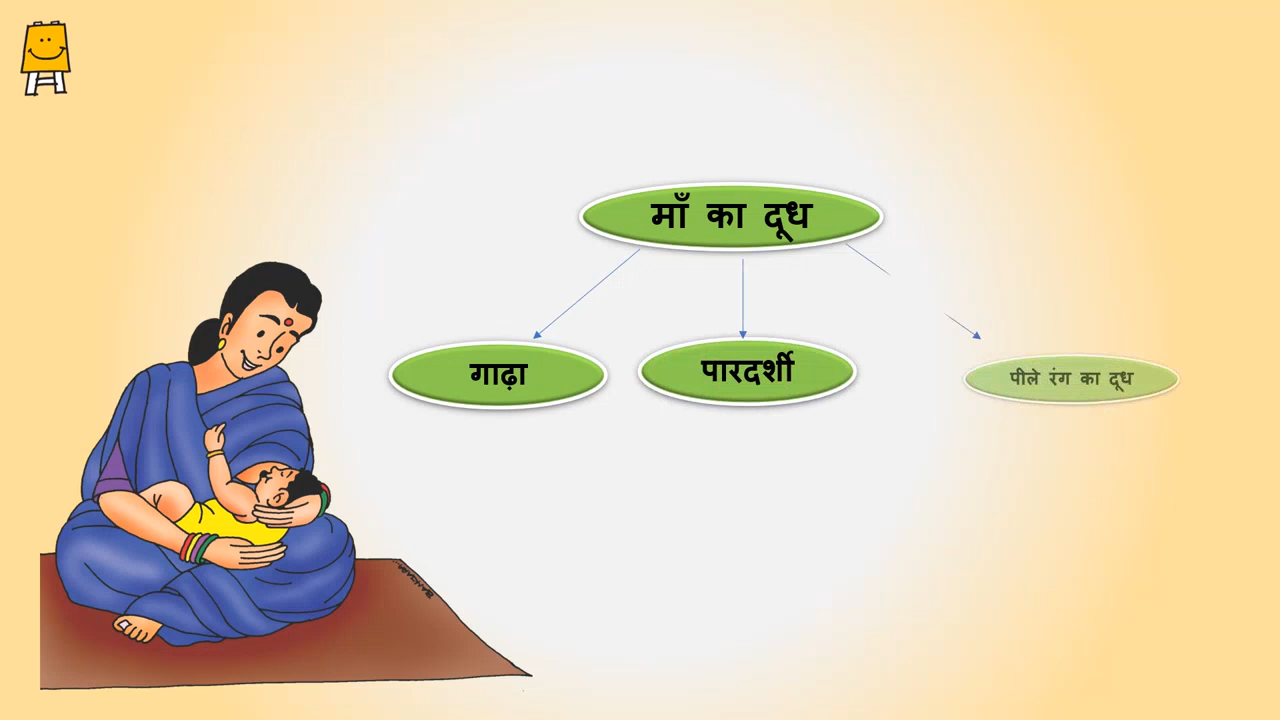 माँ का दूध
गाढ़ा
पारदर्शी
पीले रंग का दूध